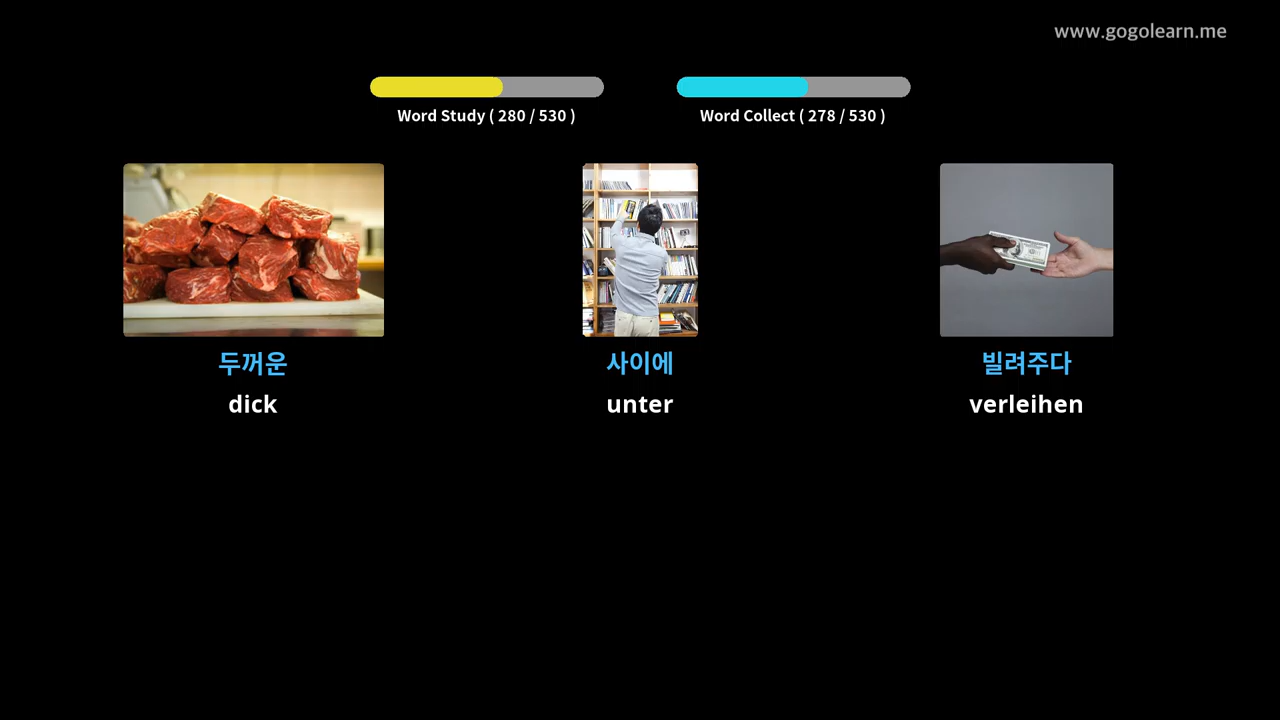 www.gogolearn.me
Word Study ( 280 / 530 )
Word Collect ( 278 / 530 )
두꺼운
사이에
빌려주다
dick
unter
verleihen